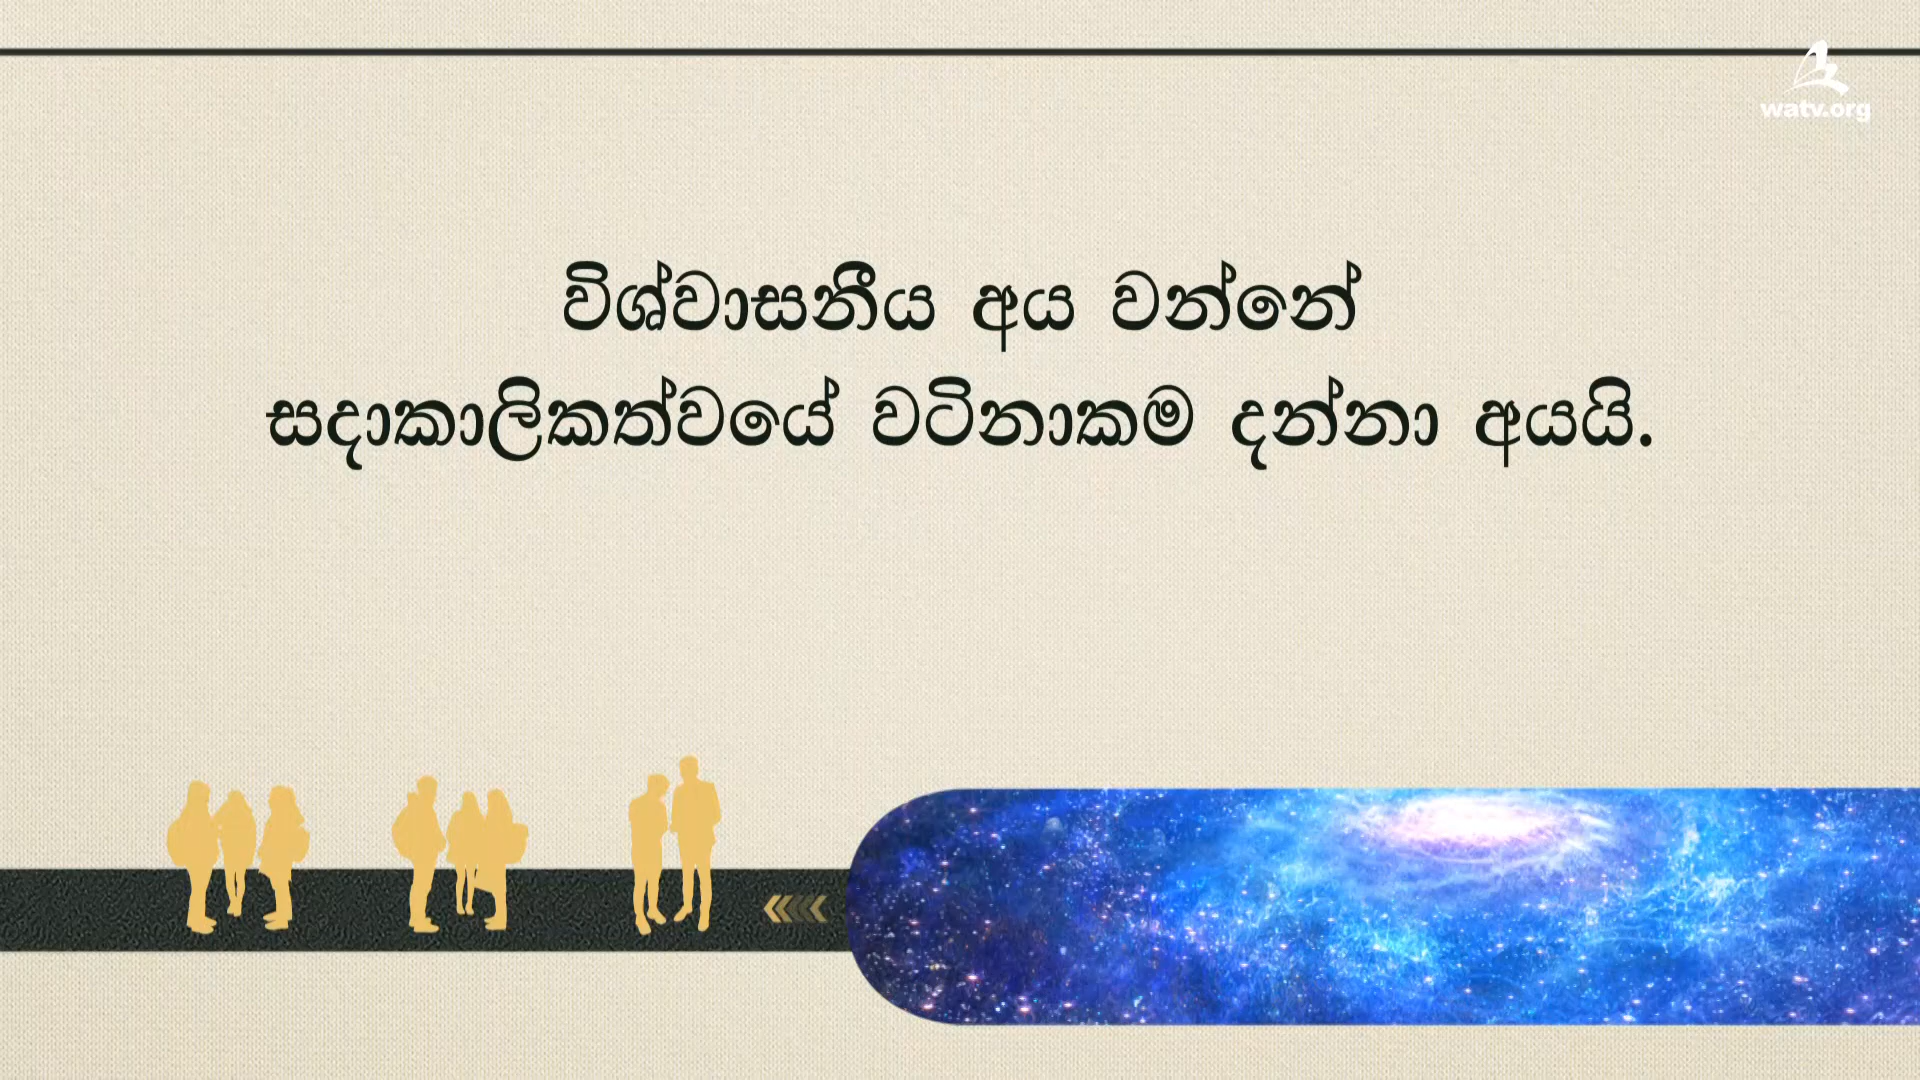 watv.org
විශ්වාසනීය අය වන්නේ
සදාකාලිකත්වයේ වටිනාකම දන්නා අයයි.